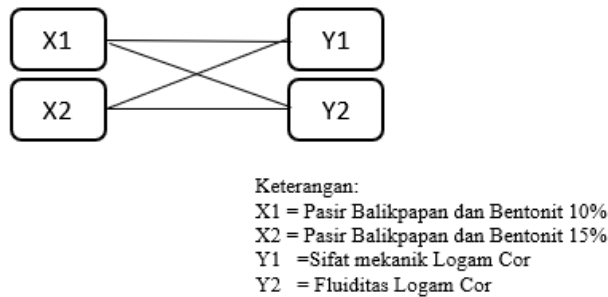 X1
Y1
X2
Y2
Keterangan:
X1 = Pasir Balikpapan dan Bentonit 10%
X2 = Pasir Balikpapan dan Bentonit 15%
Y1 =Sifat mekanik Logam Cor
Y2 = Fluiditas Logam Cor